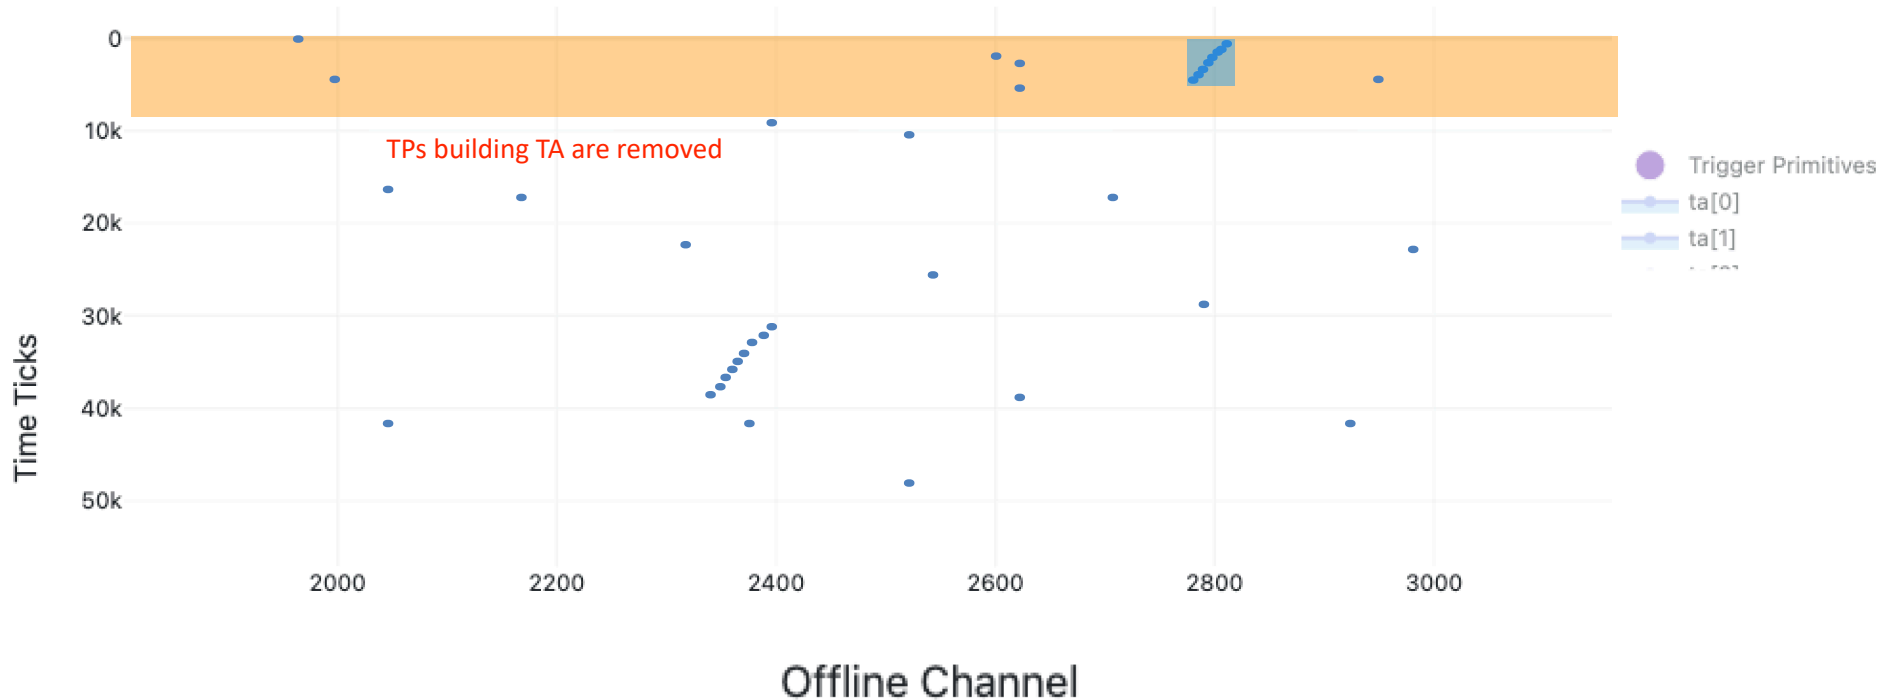 0
10k
20k
30k
40k
50k
Time Ticks
TPs building TA are removed
Trigger Primitives
ta[0]
ta[1]
2000 2200 2400 2600 2800 3000
Offline Channel